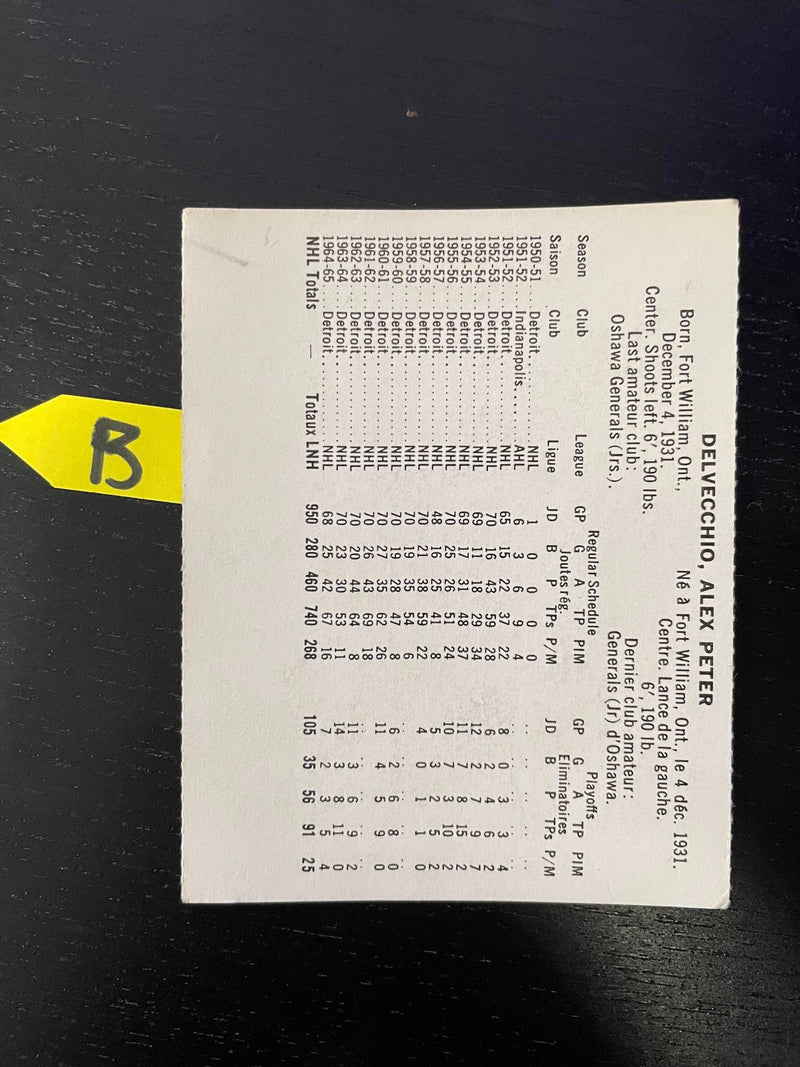 DELVECCHIO, ALEX PETER
Born, Fort William, Ont.,
December 4, 1931.
Center. Shoots left. 6', 190 lbs.
Last amateur club:
Oshawa Generals (Jrs.).
Né à Fort William, Ont., le 4 déc. 1931.
Centre. Lance de la gauche.
6', 190 lb.
Dernier club amateur:
Generals (Jr) d'Oshawa.
Regular Schedule Playoffs
Season Club League GP G A TP PIM GP G A TP PIM
Joutes rég. Eliminatoires
Saison Club Ligue JD B P TPs P/M JD B P TPs P/M
1950-51 .... Detroit .......... NHL 1 0 0 0 0 .. .. .. .. ..
1951-52 .... Indianapolis .... AHL 6 3 6 9 4 .. .. .. .. ..
1951-52 .... Detroit .......... NHL 65 15 22 37 22 8 0 3 3 4
1952-53 .... Detroit .......... NHL 70 16 43 59 28 6 2 4 6 2
1953-54 .... Detroit .......... NHL 69 11 18 29 34 12 2 7 9 7
1954-55 .... Detroit .......... NHL 69 17 31 48 37 11 7 8 15 2
1955-56 .... Detroit .......... NHL 70 25 26 51 24 10 7 3 10 2
1956-57 .... Detroit .......... NHL 48 16 25 41 8 5 3 2 5 2
1957-58 .... Detroit .......... NHL 70 21 38 59 22 4 0 1 1 0
1958-59 .... Detroit .......... NHL 70 19 35 54 6 .. .. .. .. ..
1959-60 .... Detroit .......... NHL 70 19 28 47 8 6 2 6 8 0
1960-61 .... Detroit .......... NHL 70 27 35 62 26 11 4 5 9 0
1961-62 .... Detroit .......... NHL 70 26 43 69 18 .. .. .. .. ..
1962-63 .... Detroit .......... NHL 70 20 44 64 8 11 3 6 9 2
1963-64 .... Detroit .......... NHL 70 23 30 53 11 14 3 8 11 0
1964-65 .... Detroit .......... NHL 68 25 42 67 16 7 2 3 5 4
NHL Totals — Totaux LNH 950 280 460 740 268 105 35 56 91 25
B